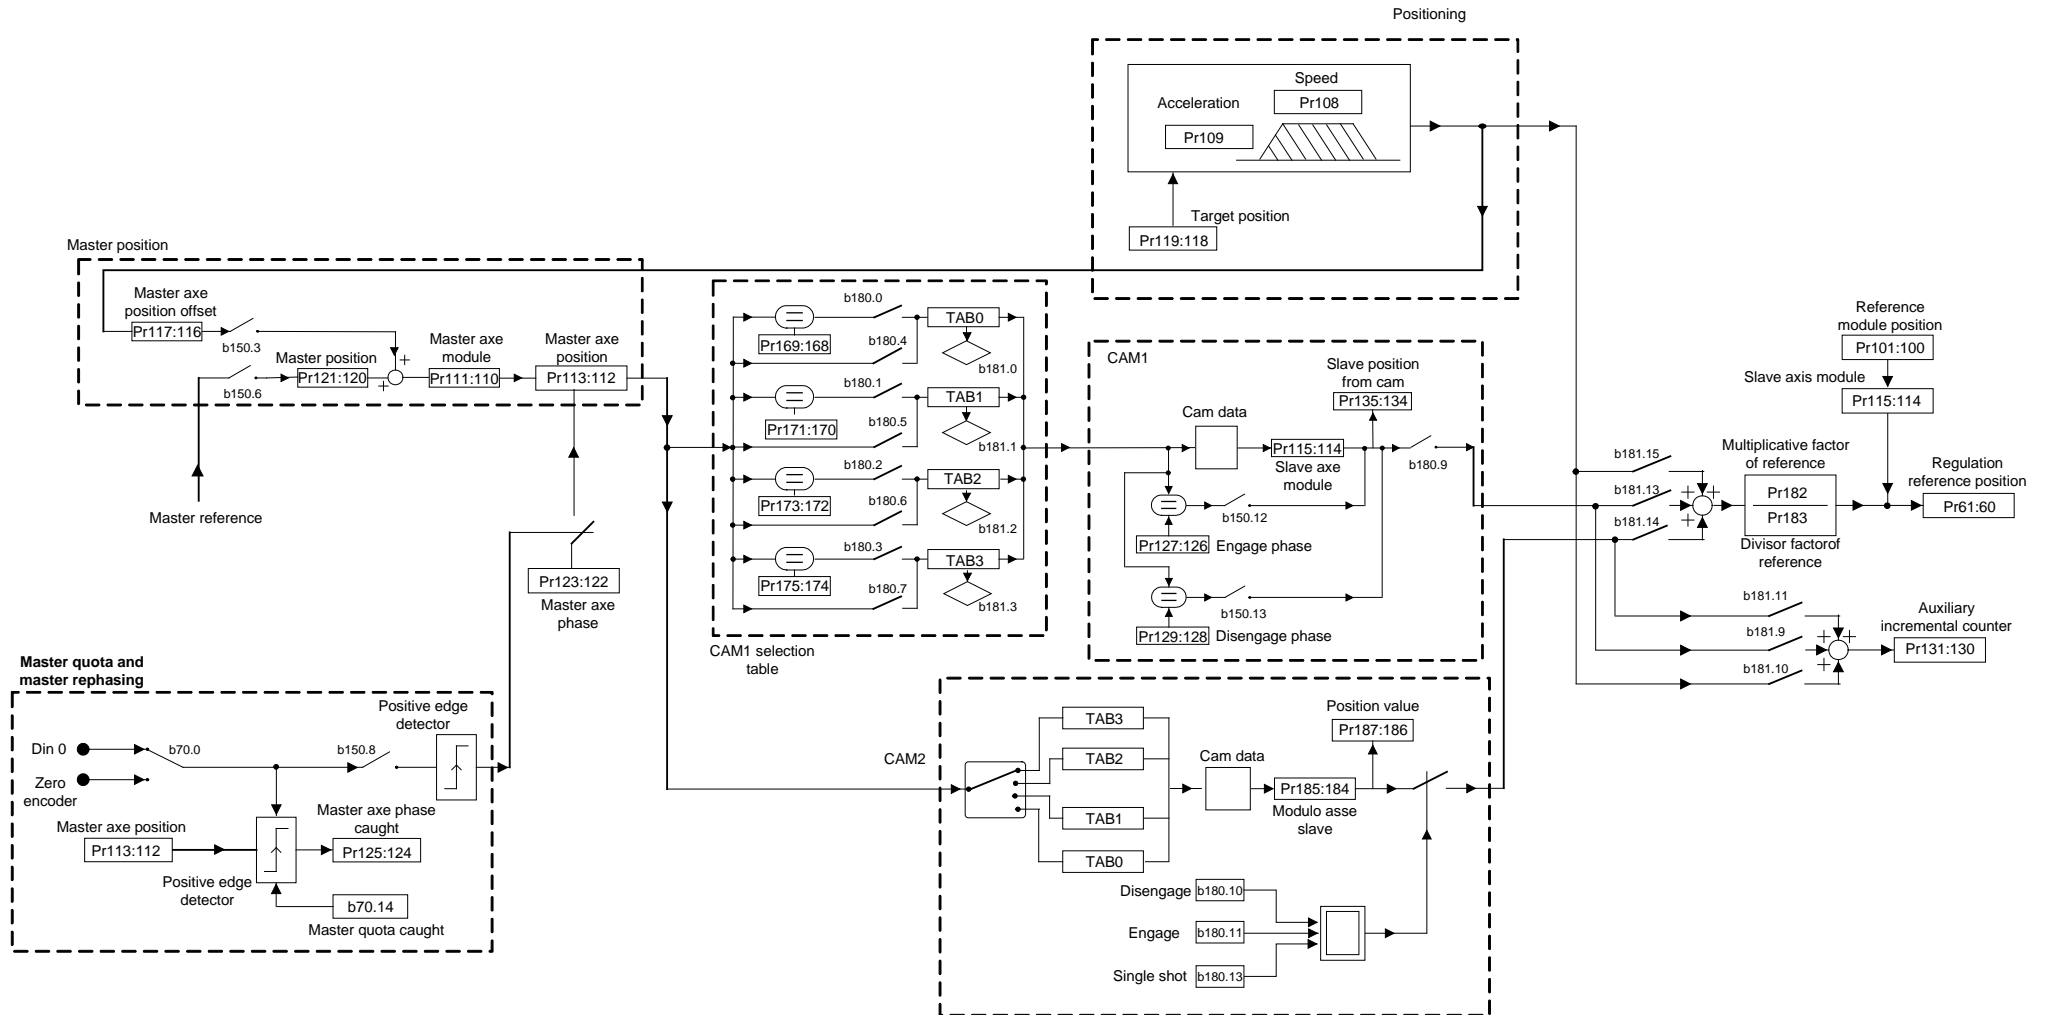 Positioning
Speed
Pr108
Acceleration
Pr109
Target position
Pr119:118
Master position
Master axe
position offset
Pr117:116
b150.3
Master position
Pr121:120
b150.6
+
+
Master axe
module
Pr111:110
Master axe
position
Pr113:112
Master reference
Pr123:122
Master axe
phase
b180.0
TAB0
Pr169:168
b180.4
b181.0
b180.1
TAB1
Pr171:170
b180.5
b181.1
b180.2
TAB2
Pr173:172
b180.6
b181.2
b180.3
TAB3
Pr175:174
b180.7
b181.3
CAM1 selection
table
CAM1
Slave position
from cam
Pr135:134
Cam data
Pr115:114
Slave axe
module
b180.9
b150.12
Pr127:126
Engage phase
b150.13
Pr129:128
Disengage phase
Reference
module position
Pr101:100
Slave axis module
Pr115:114
b181.15
b181.13
b181.14
+
+
+
Multiplicative factor
of reference
Pr182
Pr183
Divisor factorof
reference
Regulation
reference position
Pr61:60
b181.11
b181.9
b181.10
+
+
+
Auxiliary
incremental counter
Pr131:130
Master quota and
master rephasing
Din 0
Zero
encoder
b70.0
b150.8
Positive edge
detector
Master axe position
Pr113:112
Positive edge
detector
Master axe phase
caught
Pr125:124
b70.14
Master quota caught
CAM2
TAB3
TAB2
TAB1
TAB0
Cam data
Pr185:184
Modulo asse
slave
Position value
Pr187:186
Disengage
b180.10
Engage
b180.11
Single shot
b180.13